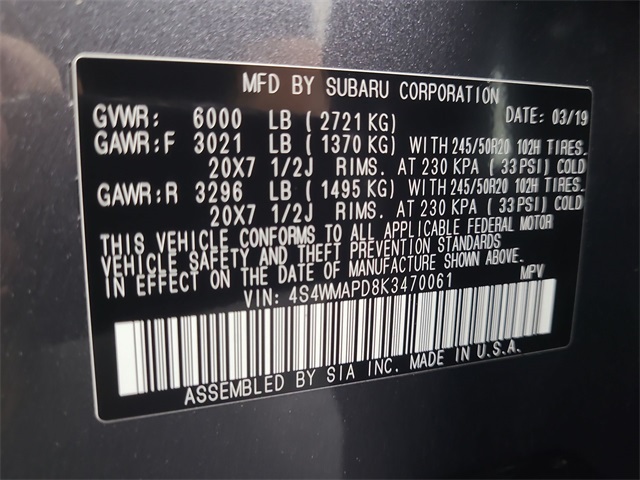 MFD BY SUBARU CORPORATION DATE: 03/19
GVWR: 6000 LB ( 2721 KG)
GAWR:F 3021 LB ( 1370 KG) WITH 245/50R20 102H TIRES.
20X7 1/2J RIMS. AT 230 KPA ( 33 PSI) COLD
GAWR:R 3296 LB ( 1495 KG) WITH 245/50R20 102H TIRES.
20X7 1/2J RIMS. AT 230 KPA ( 33 PSI) COLD
THIS VEHICLE CONFORMS TO ALL APPLICABLE FEDERAL MOTOR
VEHICLE SAFETY AND THEFT PREVENTION STANDARDS
IN EFFECT ON THE DATE OF MANUFACTURE SHOWN ABOVE.
VIN: 4S4WMAPD8K3470061 MPV
ASSEMBLED BY SIA INC. MADE IN U.S.A.